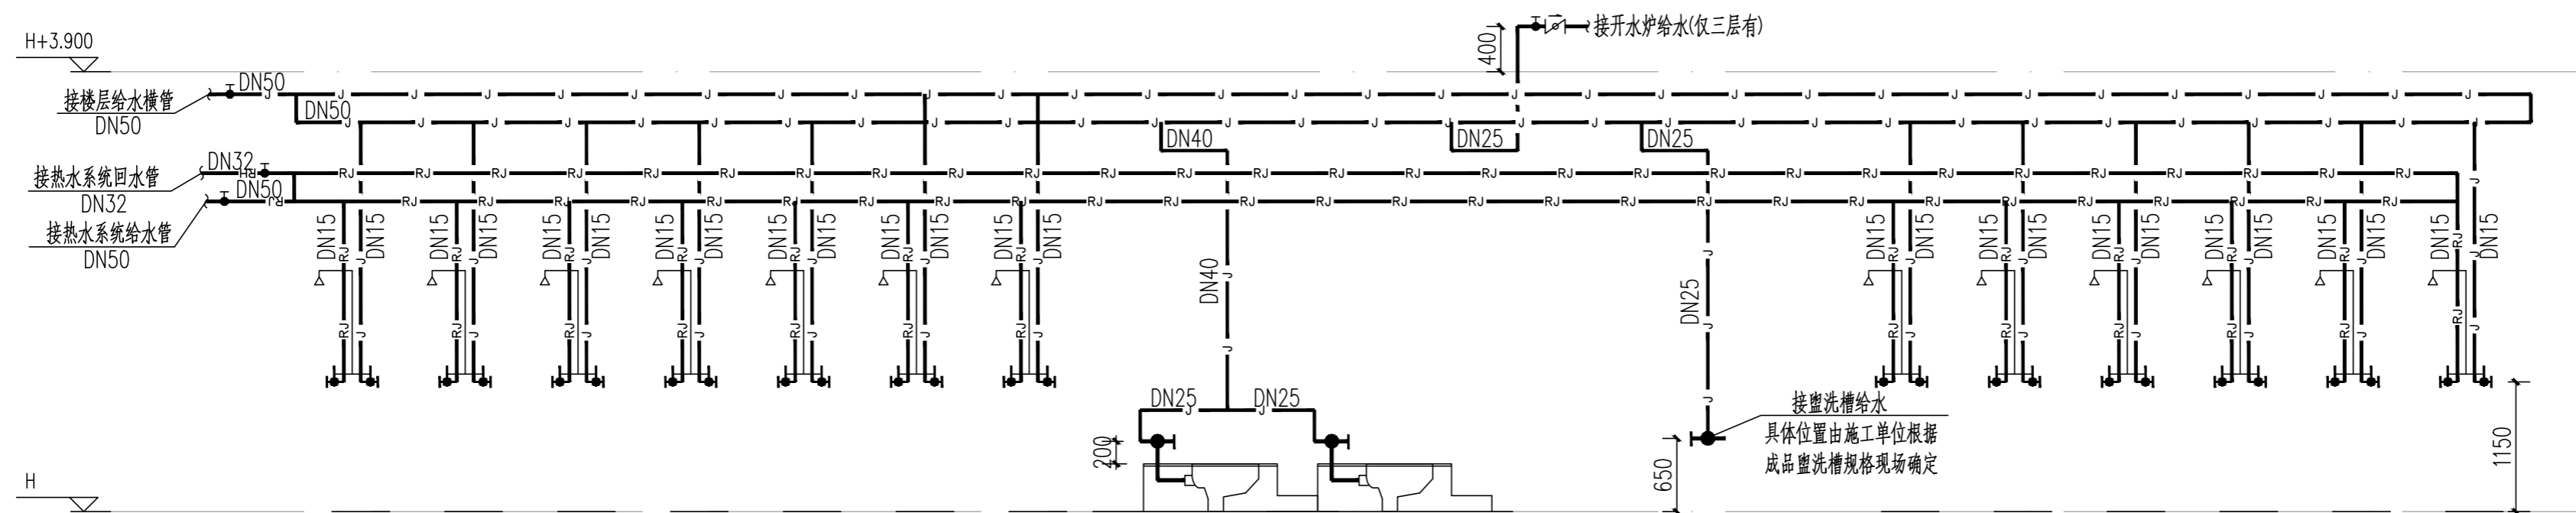 H+3.900
400
接开水炉给水(仅三层有)
DN50
接楼层给水横管
DN50
DN50
DN40
DN25
DN25
DN32
接热水系统回水管
DN32
DN50
接热水系统给水管
DN50
DN15 DN15 DN15 DN15 DN15 DN15 DN15 DN15 DN15 DN15 DN15 DN15 DN15 DN15
DN15 DN15 DN15 DN15 DN15 DN15 DN15 DN15 DN15 DN15 DN15 DN15
DN40
DN25
DN25 DN25
200
接盥洗槽给水
具体位置由施工单位根据
成品盥洗槽规格现场确定
650
1150
H